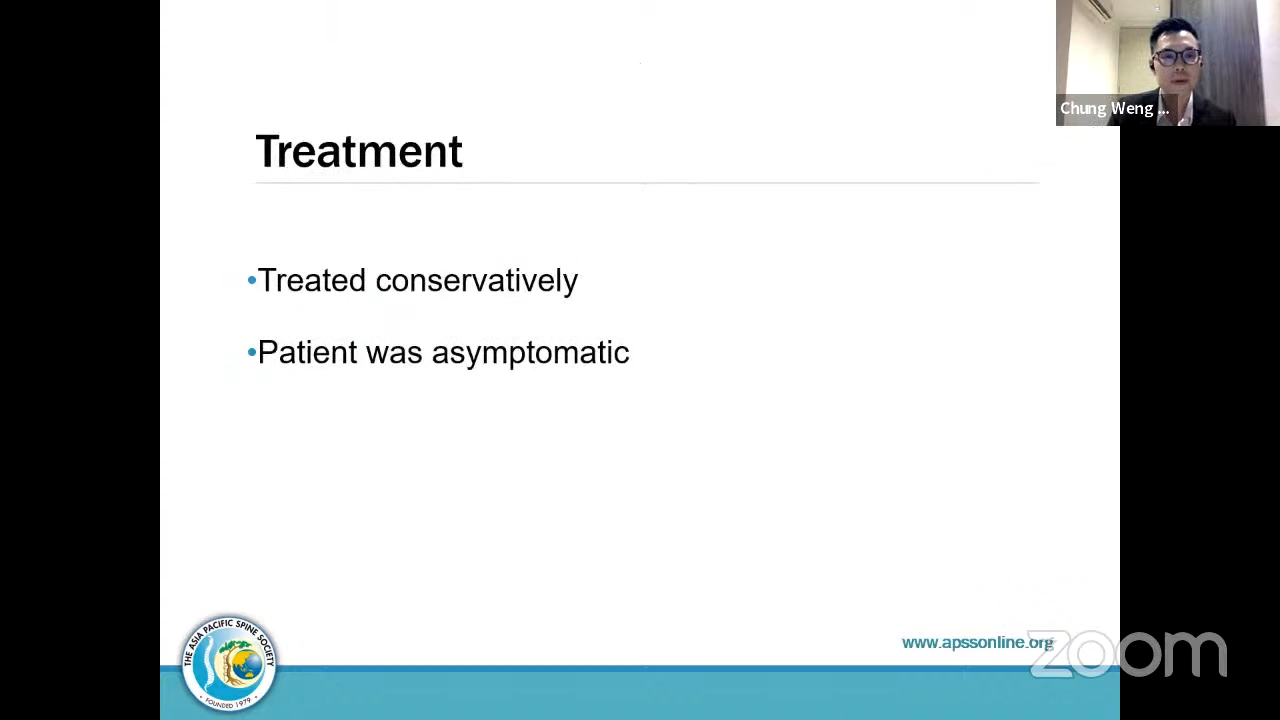 Chung Weng ...
Treatment
•Treated conservatively
•Patient was asymptomatic
THE ASIA PACIFIC SPINE SOCIETY
• FOUNDED 1979 •
www.apssonline.org
zoom